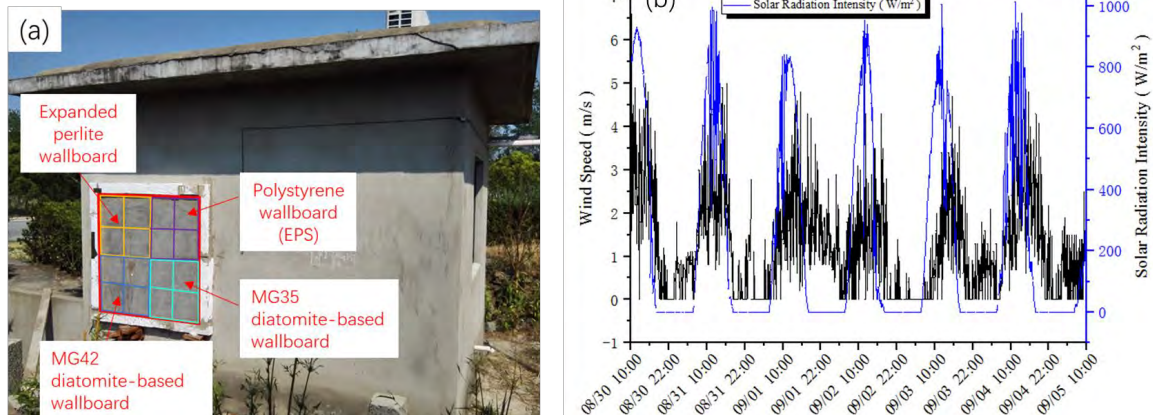 (a)
Expanded
perlite
wallboard
Polystyrene
wallboard
(EPS)
MG35
diatomite-based
wallboard
MG42
diatomite-based
wallboard
(b)
Solar Radiation Intensity ( W/m² )
Wind Speed ( m/s )
6
5
4
3
2
1
0
-1
Solar Radiation Intensity ( W/m² )
1000
800
600
400
200
0
08/30 10:00
08/30 22:00
08/31 10:00
08/31 22:00
09/01 10:00
09/01 22:00
09/02 10:00
09/02 22:00
09/03 10:00
09/03 22:00
09/04 10:00
09/04 22:00
09/05 10:00